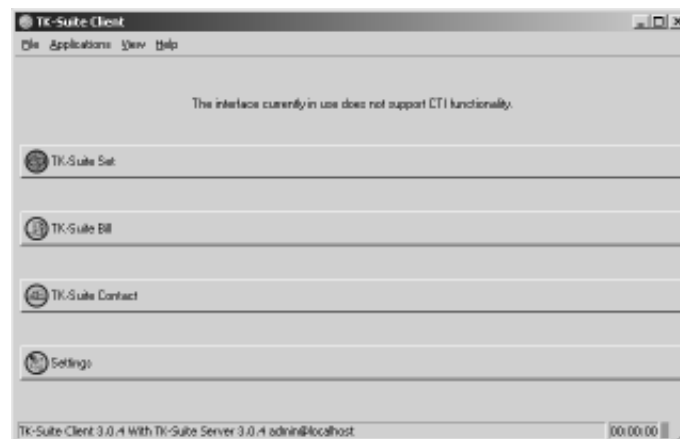 TK-Suite Client
File Applications View Help
The interface currently in use does not support CTI functionality.
TK-Suite Set
TK-Suite Bill
TK-Suite Contact
Settings
TK-Suite Client 3.0.4 With TK-Suite Server 3.0.4 admin@localhost 00:00:00